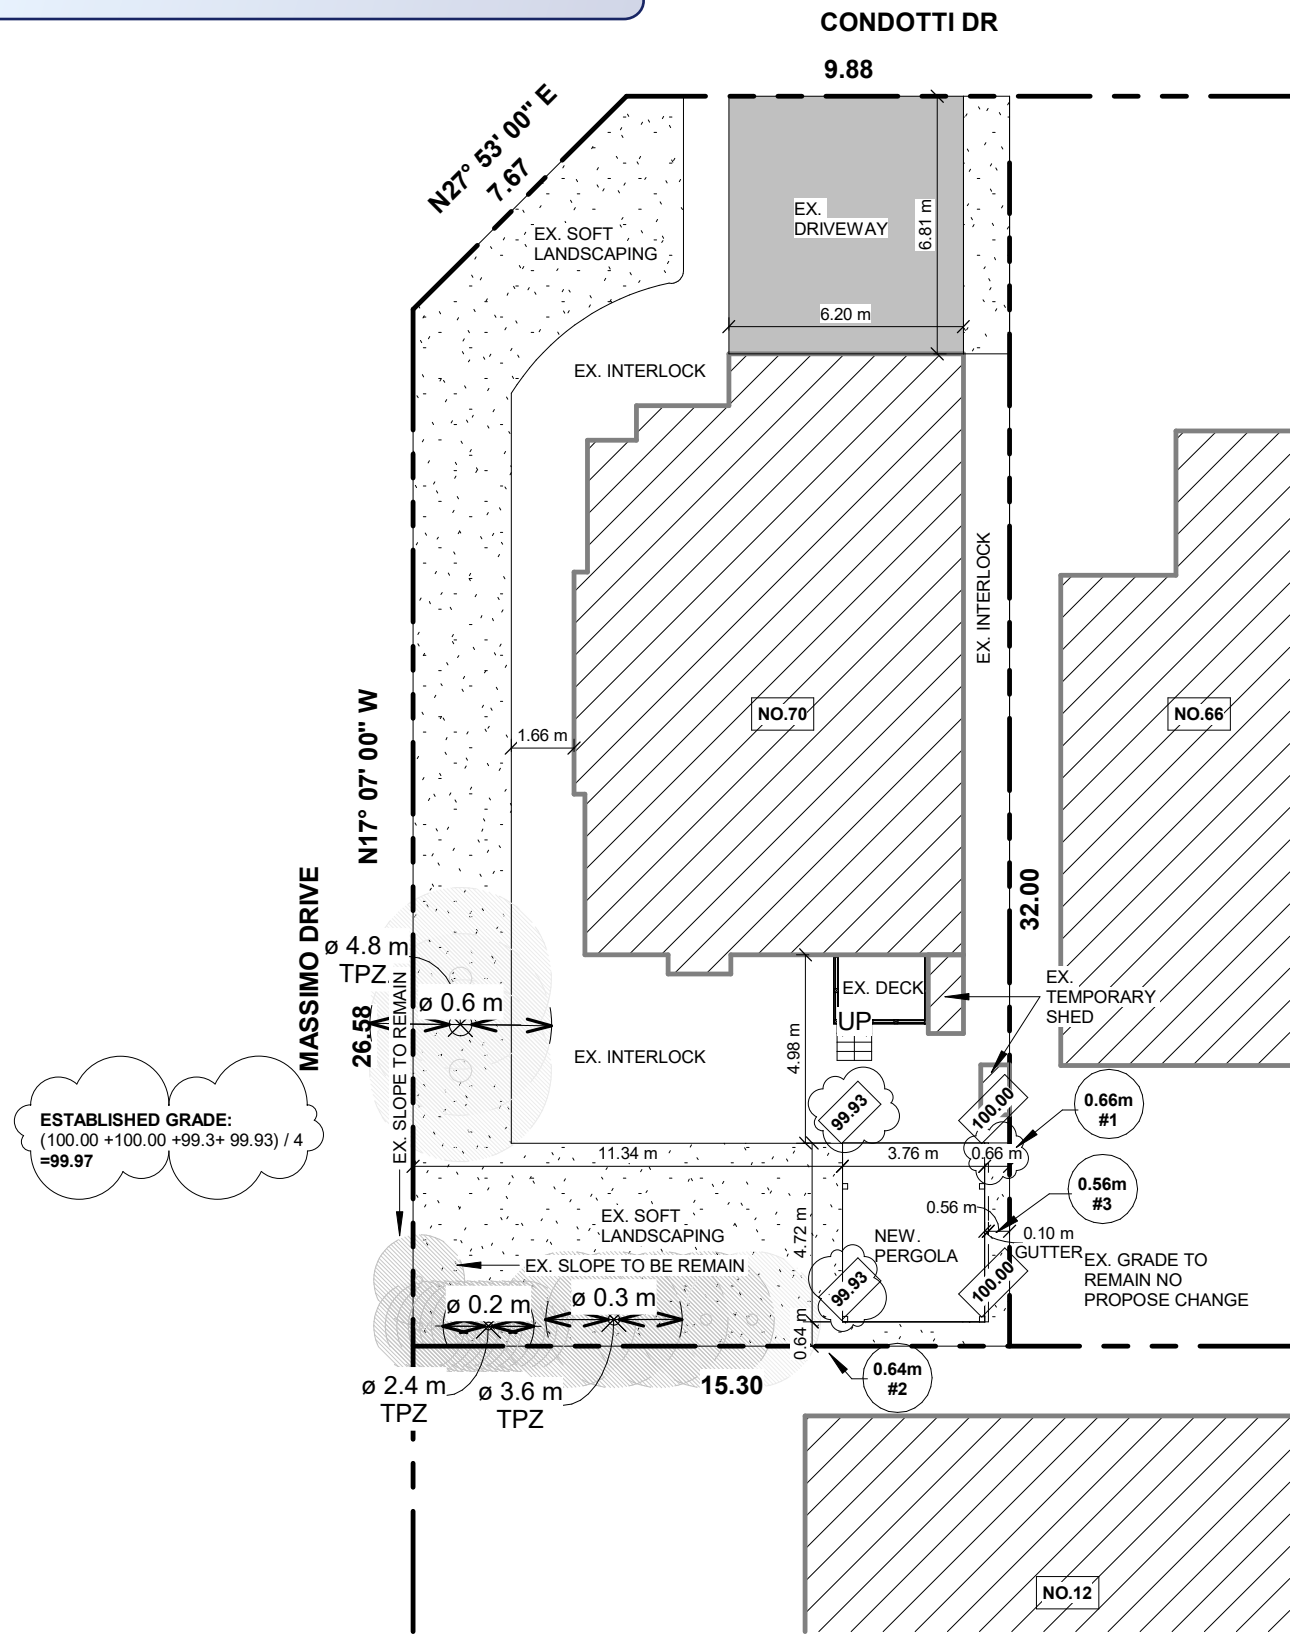 CONDOTTI DR
9.88
N27° 53' 00" E
7.67
EX. SOFT
LANDSCAPING
EX.
DRIVEWAY
6.81 m
6.20 m
EX. INTERLOCK
EX. INTERLOCK
NO.70
NO.66
1.66 m
N17° 07' 00" W
MASSIMO DRIVE
26.58
32.00
ø 4.8 m
TPZ
ø 0.6 m
EX. SLOPE TO REMAIN
EX. DECK
UP
EX.
TEMPORARY
SHED
4.98 m
EX. INTERLOCK
99.93
100.00
0.66m
#1
ESTABLISHED GRADE:
(100.00 +100.00 +99.3+ 99.93) / 4
=99.97
11.34 m
3.76 m
0.66 m
0.56m
#3
0.56 m
0.10 m
GUTTER
EX. SOFT
LANDSCAPING
4.72 m
NEW.
PERGOLA
EX. GRADE TO
REMAIN NO
PROPOSE CHANGE
EX. SLOPE TO BE REMAIN
99.93
100.00
ø 0.2 m
ø 0.3 m
0.64 m
0.64m
#2
15.30
ø 2.4 m
TPZ
ø 3.6 m
TPZ
NO.12